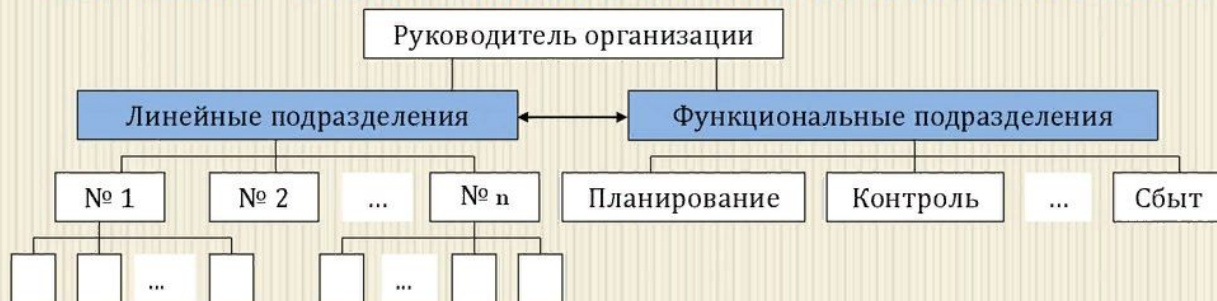 Руководитель организации
Линейные подразделения
Функциональные подразделения
№ 1
№ 2
...
№ n
Планирование
Контроль
...
Сбыт
...
...